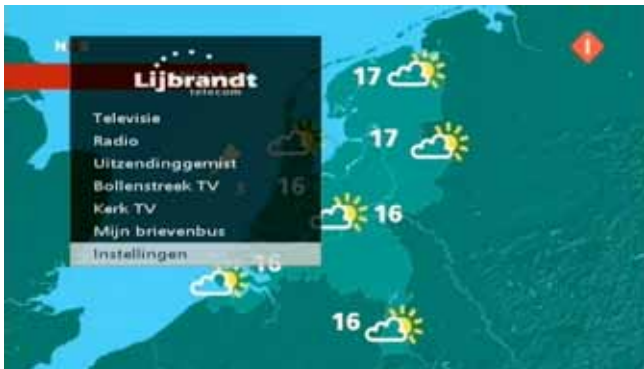 Lijbrandt
telecom
Televisie
Radio
Uitzendinggemist
Bollenstreek TV
Kerk TV
Mijn brievenbus
Instellingen
17
17
16
16
16
16
i